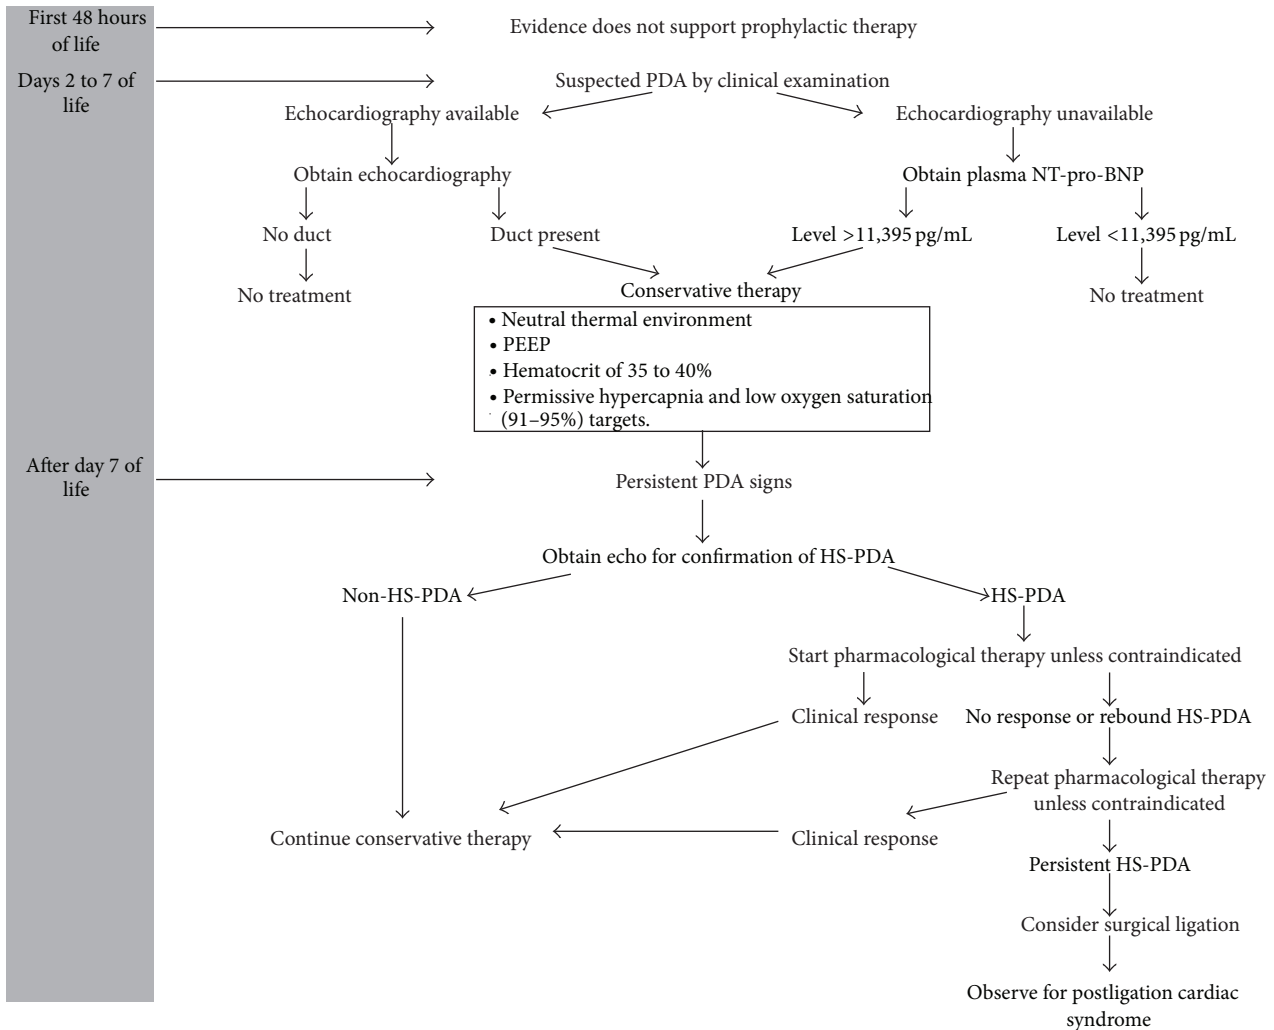 First 48 hours
of life
Evidence does not support prophylactic therapy
Days 2 to 7 of
life
Suspected PDA by clinical examination
Echocardiography available
Echocardiography unavailable
Obtain echocardiography
Obtain plasma NT-pro-BNP
No duct
Duct present
Level >11,395 pg/mL
Level <11,395 pg/mL
No treatment
Conservative therapy
No treatment
• Neutral thermal environment
• PEEP
• Hematocrit of 35 to 40%
• Permissive hypercapnia and low oxygen saturation
(91–95%) targets.
After day 7 of
life
Persistent PDA signs
Obtain echo for confirmation of HS-PDA
Non-HS-PDA
HS-PDA
Start pharmacological therapy unless contraindicated
Clinical response
No response or rebound HS-PDA
Repeat pharmacological therapy
unless contraindicated
Continue conservative therapy
Clinical response
Persistent HS-PDA
Consider surgical ligation
Observe for postligation cardiac
syndrome